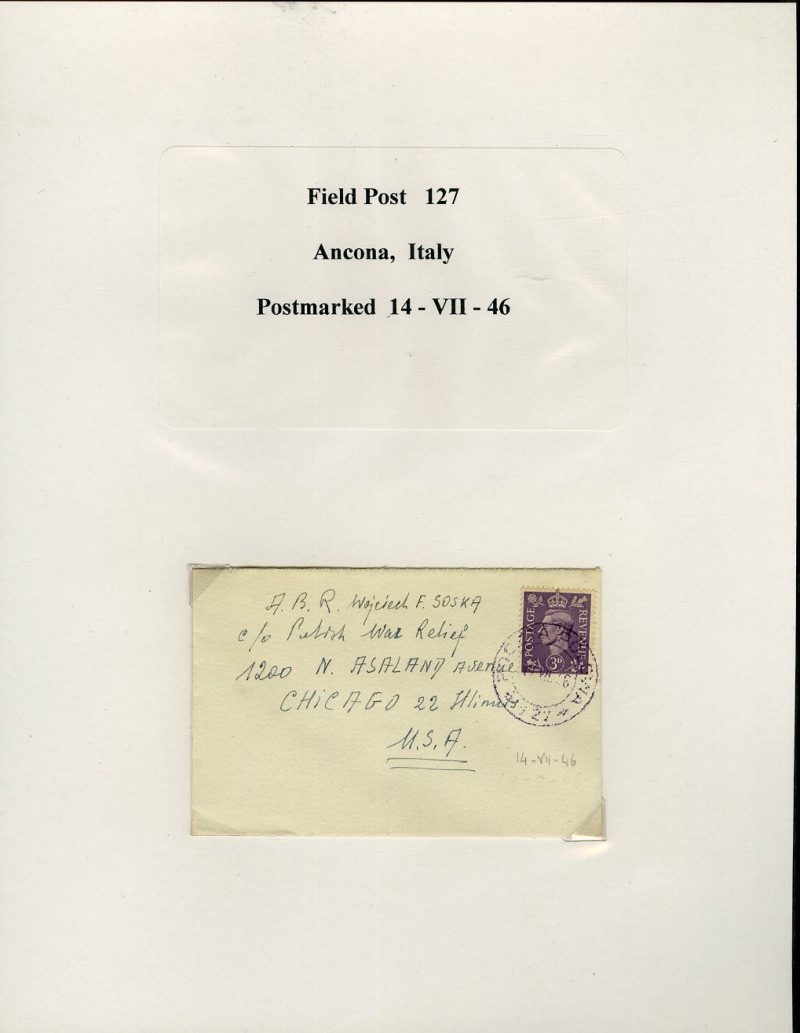 Field Post 127
Ancona, Italy
Postmarked 14 - VII - 46
A. B. R. Wojciech F. SOSKA
c/o Polish War Relief
1200 N. ASALAND Avenue
CHiCAGO 22 Illinois
U.S.A.
POSTAGE REVENUE
3D
127
14-VII-46